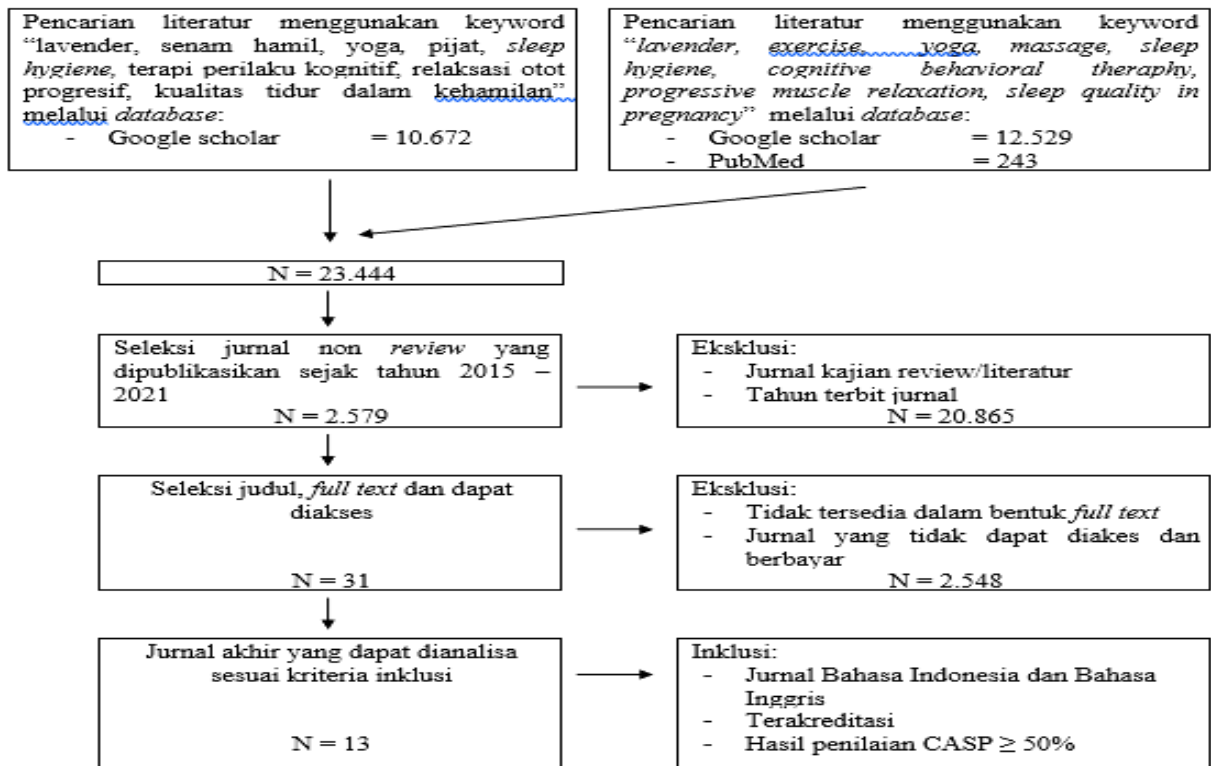 Pencarian literatur menggunakan keyword
“lavender, senam hamil, yoga, pijat, sleep
hygiene, terapi perilaku kognitif, relaksasi otot
progresif, kualitas tidur dalam kehamilan”
melalui database:
- Google scholar = 10.672
Pencarian literatur menggunakan keyword
“lavender, exercise, yoga, massage, sleep
hygiene, cognitive behavioral theraphy,
progressive muscle relaxation, sleep quality in
pregnancy” melalui database:
- Google scholar = 12.529
- PubMed = 243
N = 23.444
Seleksi jurnal non review yang
dipublikasikan sejak tahun 2015 –
2021
N = 2.579
Eksklusi:
- Jurnal kajian review/literatur
- Tahun terbit jurnal
N = 20.865
Seleksi judul, full text dan dapat
diakses
N = 31
Eksklusi:
- Tidak tersedia dalam bentuk full text
- Jurnal yang tidak dapat diakes dan
berbayar
N = 2.548
Jurnal akhir yang dapat dianalisa
sesuai kriteria inklusi
N = 13
Inklusi:
- Jurnal Bahasa Indonesia dan Bahasa
Inggris
- Terakreditasi
- Hasil penilaian CASP ≥ 50%